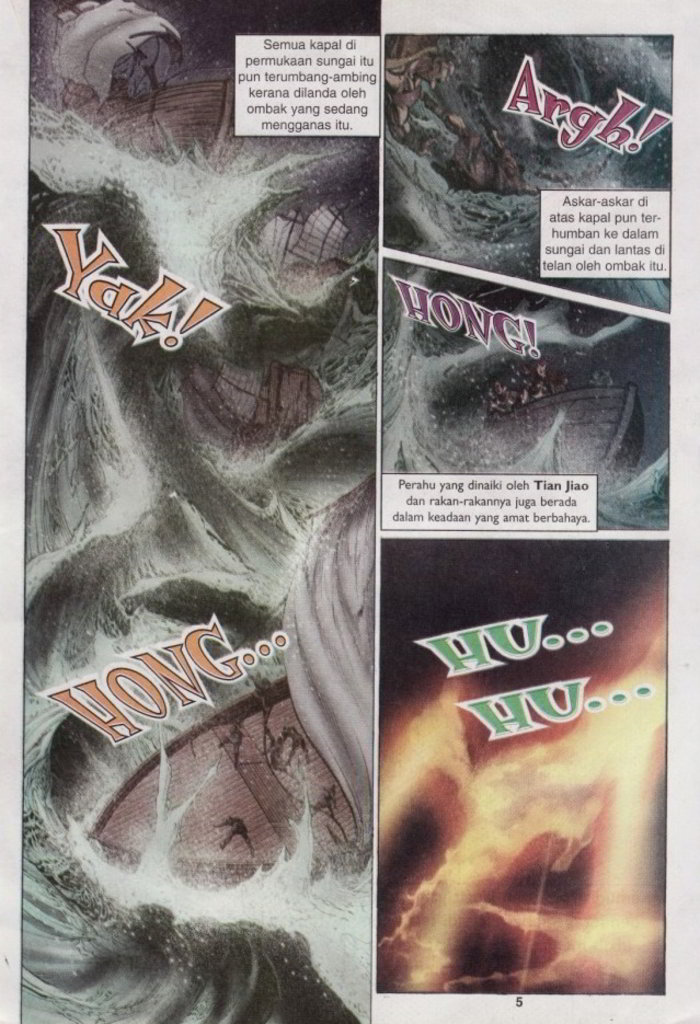 Semua kapal di
permukaan sungai itu
pun terumbang-ambing
kerana dilanda oleh
ombak yang sedang
mengganas itu.
Yak!
HONG...
Argh!
Askar-askar di
atas kapal pun ter-
humban ke dalam
sungai dan lantas di
telan oleh ombak itu.
HONG!
Perahu yang dinaiki oleh Tian Jiao
dan rakan-rakannya juga berada
dalam keadaan yang amat berbahaya.
HU...
HU...
5